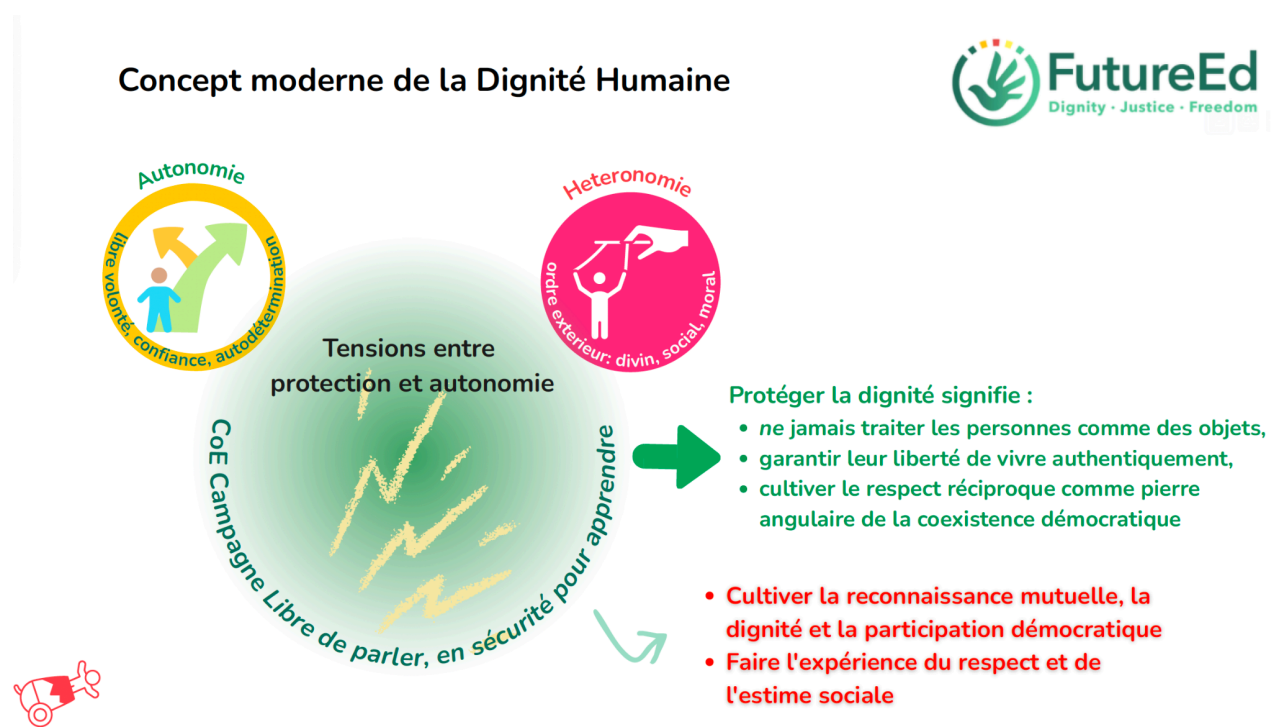 Concept moderne de la Dignité Humaine
FutureEd
Dignity · Justice · Freedom
Autonomie
libre volonté, confiance, autodétermination
Heteronomie
ordre exterieur: divin, social, moral
Tensions entre
protection et autonomie
CoE Campagne Libre de parler, en sécurité pour apprendre
Protéger la dignité signifie :
• ne jamais traiter les personnes comme des objets,
• garantir leur liberté de vivre authentiquement,
• cultiver le respect réciproque comme pierre
angulaire de la coexistence démocratique
• Cultiver la reconnaissance mutuelle, la
dignité et la participation démocratique
• Faire l'expérience du respect et de
l'estime sociale